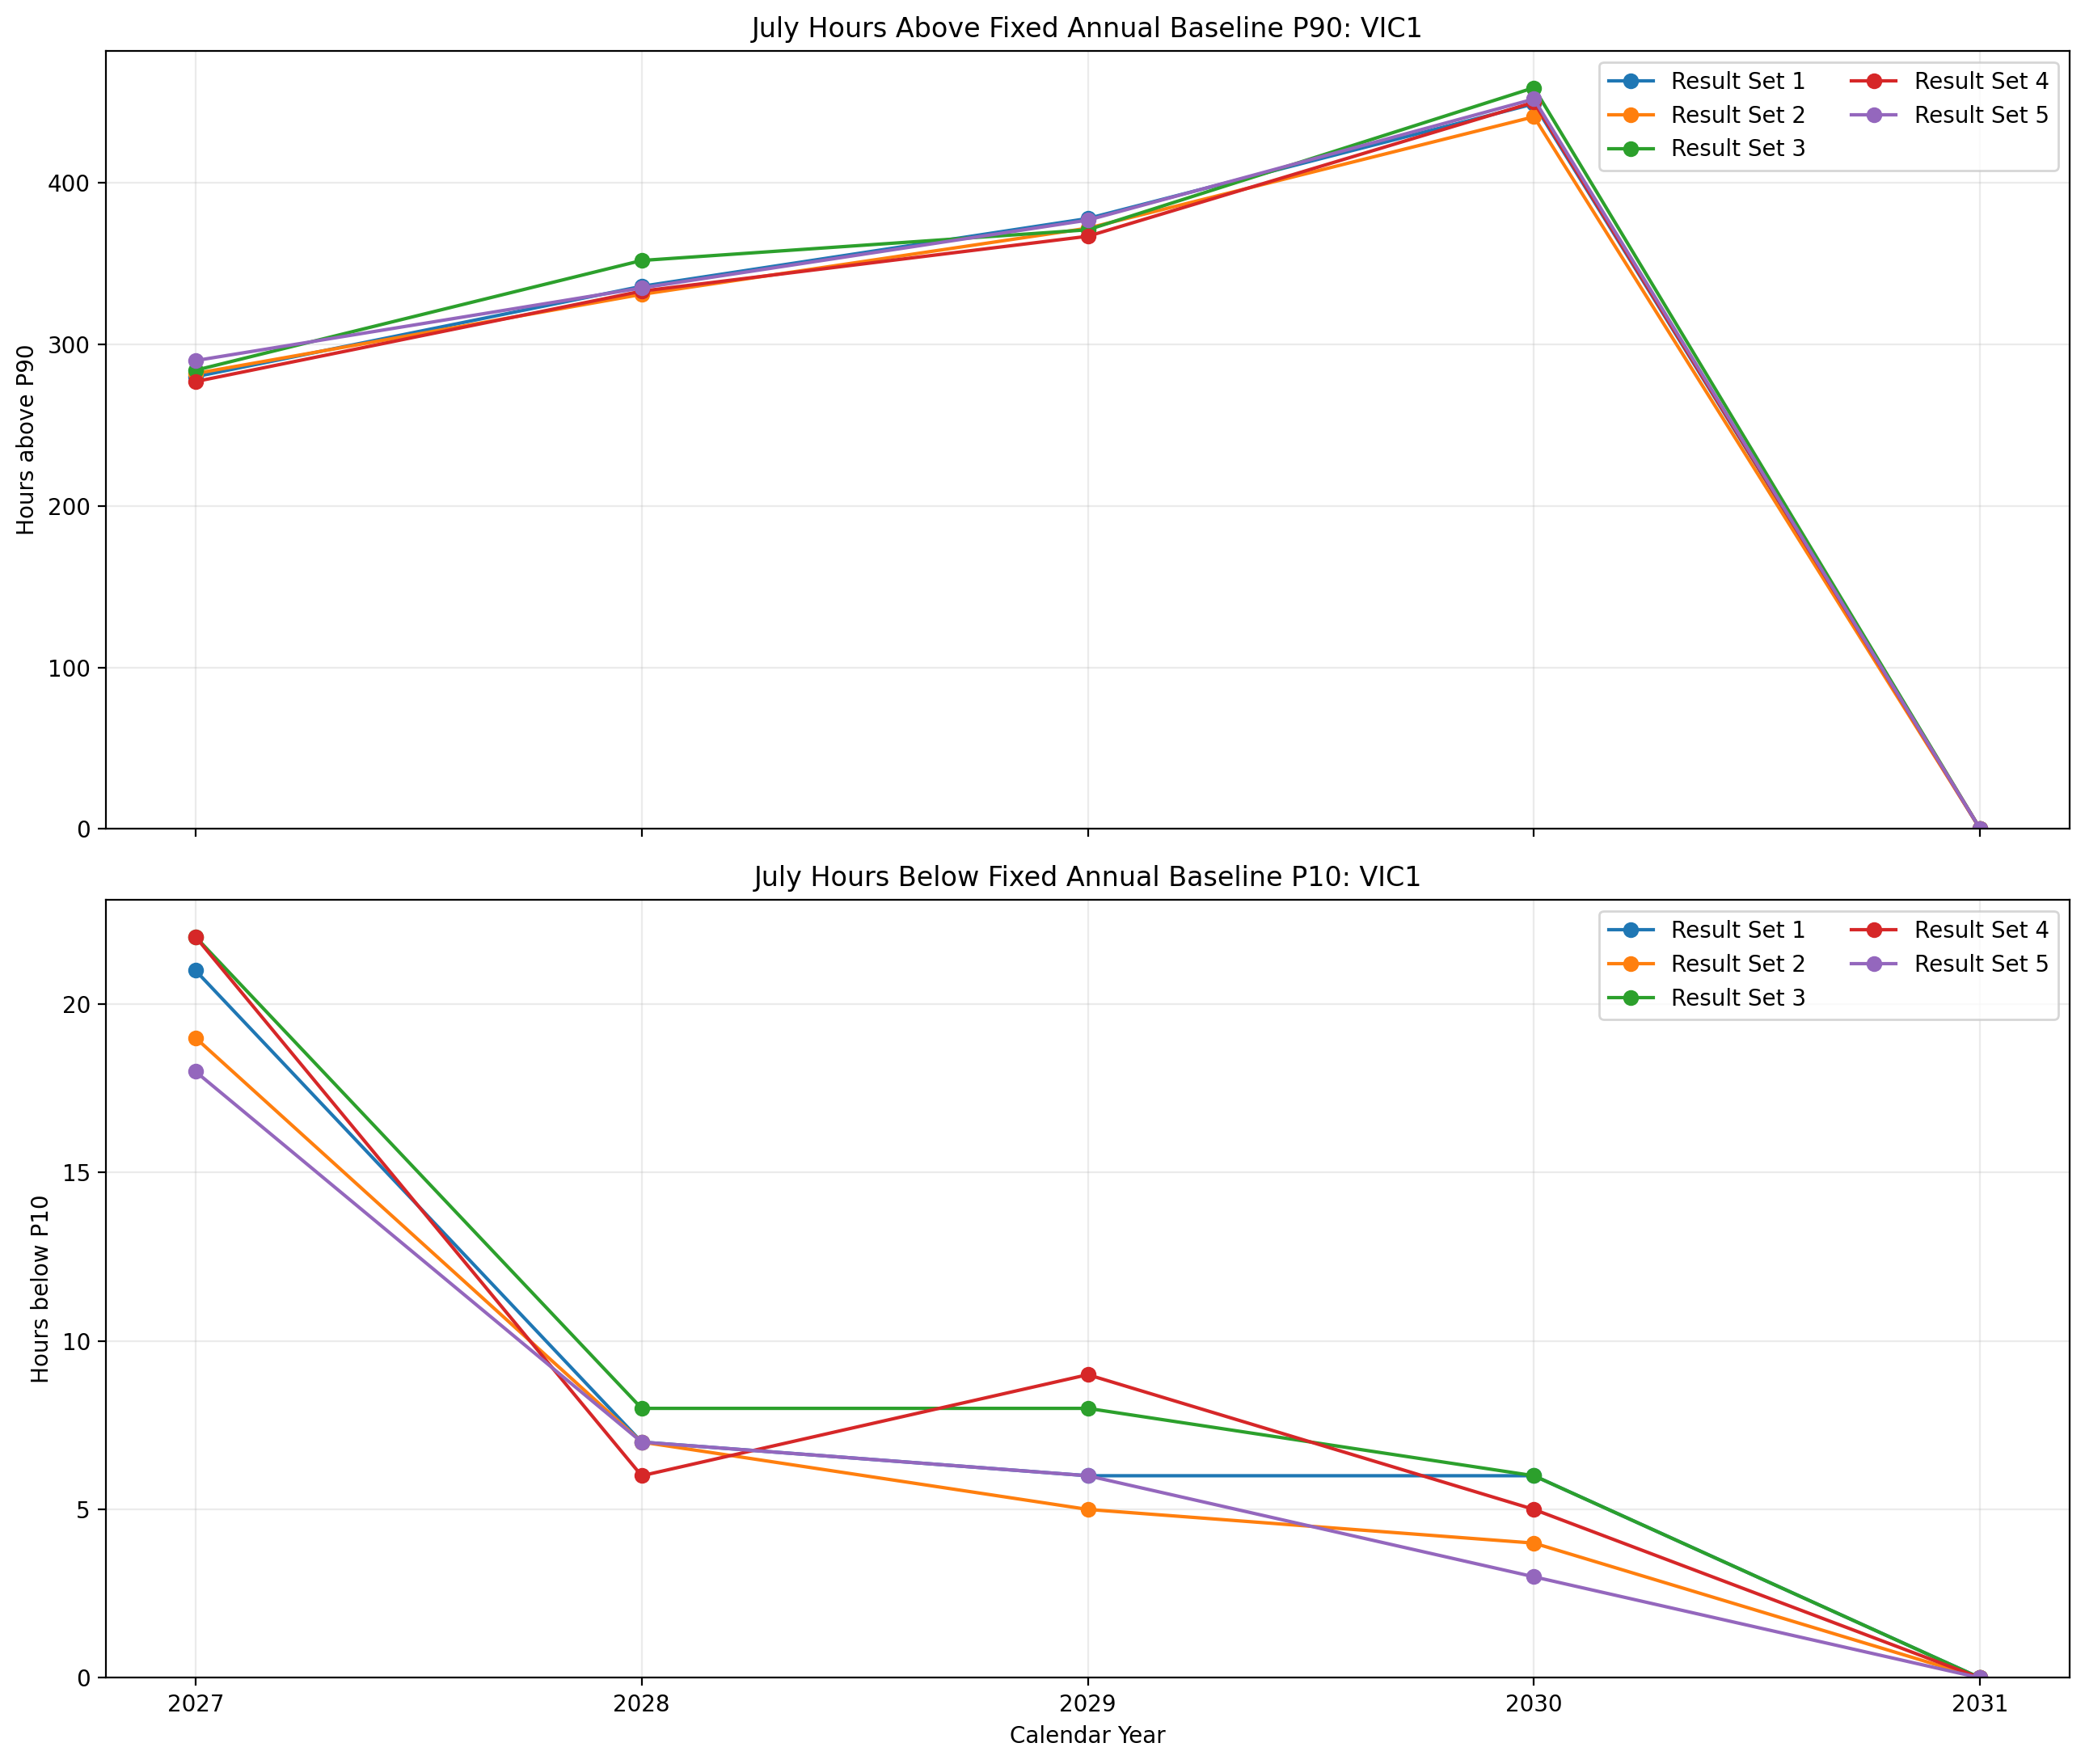 July Hours Above Fixed Annual Baseline P90: VIC1
Result Set 1
Result Set 2
Result Set 3
Result Set 4
Result Set 5
Hours above P90
400
300
200
100
0
July Hours Below Fixed Annual Baseline P10: VIC1
Result Set 1
Result Set 2
Result Set 3
Result Set 4
Result Set 5
Hours below P10
20
15
10
5
0
2027 2028 2029 2030 2031
Calendar Year